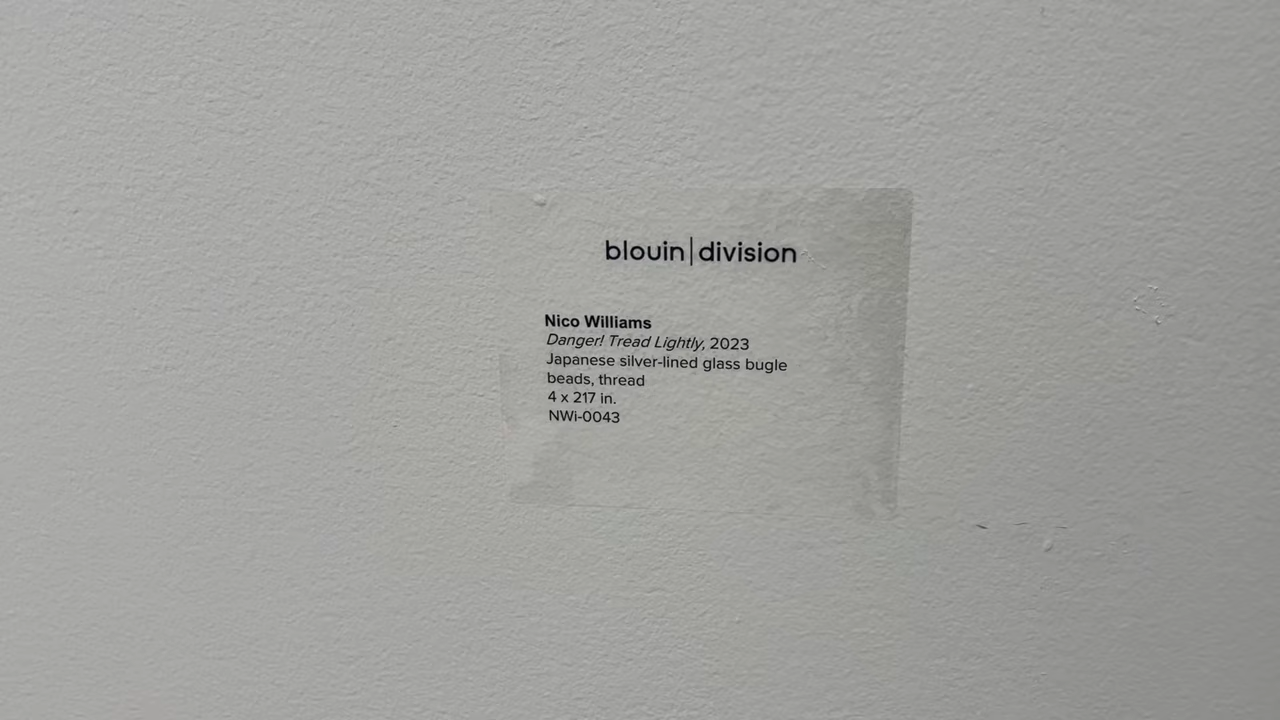 blouin|division
Nico Williams
Danger! Tread Lightly, 2023
Japanese silver-lined glass bugle
beads, thread
4 x 217 in.
NWi-0043